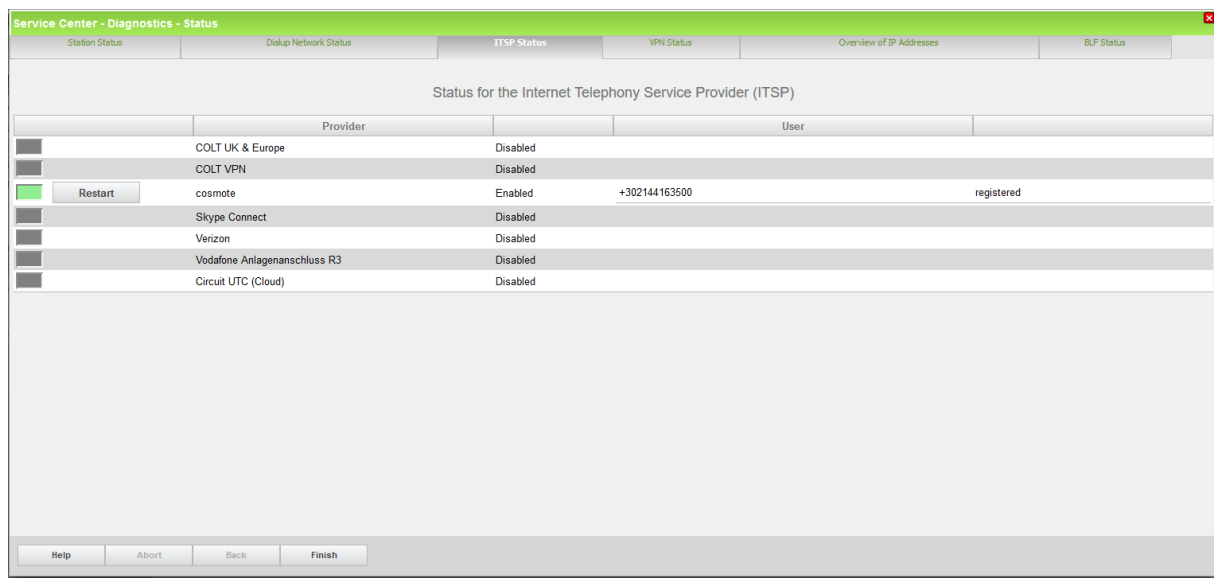 Service Center - Diagnostics - Status
Station Status Dialup Network Status ITSP Status VPN Status Overview of IP Addresses BLF Status
Status for the Internet Telephony Service Provider (ITSP)
Provider User
COLT UK & Europe Disabled
COLT VPN Disabled
Restart cosmote Enabled +302144163500 registered
Skype Connect Disabled
Verizon Disabled
Vodafone Anlagenanschluss R3 Disabled
Circuit UTC (Cloud) Disabled
Help Abort Back Finish